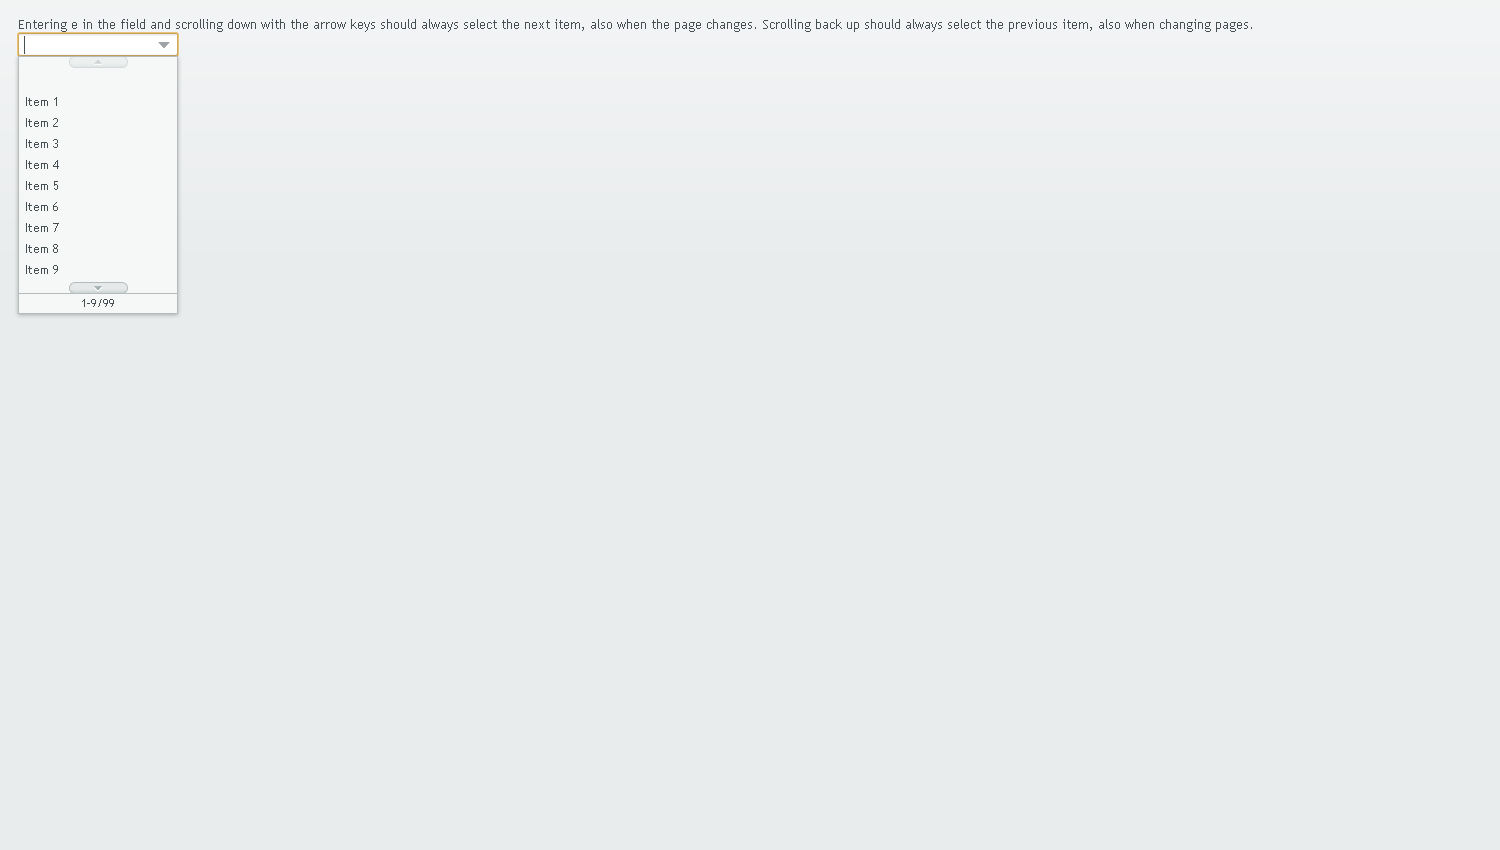 Entering e in the field and scrolling down with the arrow keys should always select the next item, also when the page changes. Scrolling back up should always select the previous item, also when changing pages.
Item 1
Item 2
Item 3
Item 4
Item 5
Item 6
Item 7
Item 8
Item 9
1-9/99